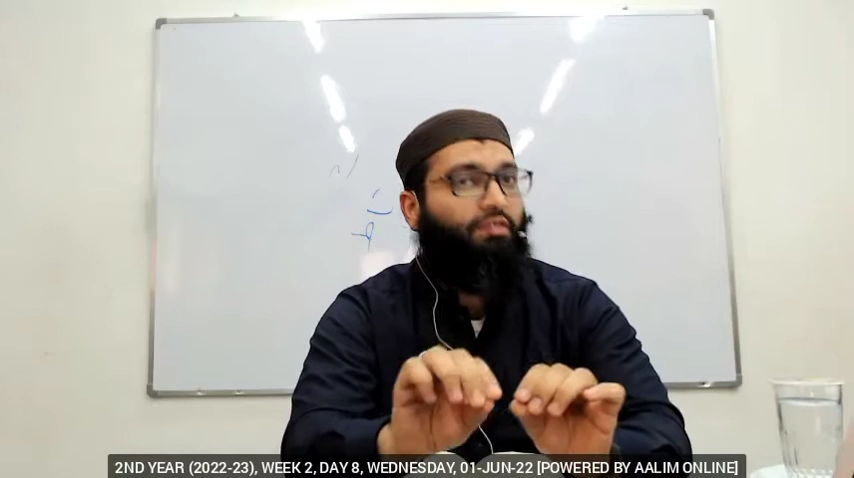 2ND YEAR (2022-23), WEEK 2, DAY 8, WEDNESDAY, 01-JUN-22 [POWERED BY AALIM ONLINE]